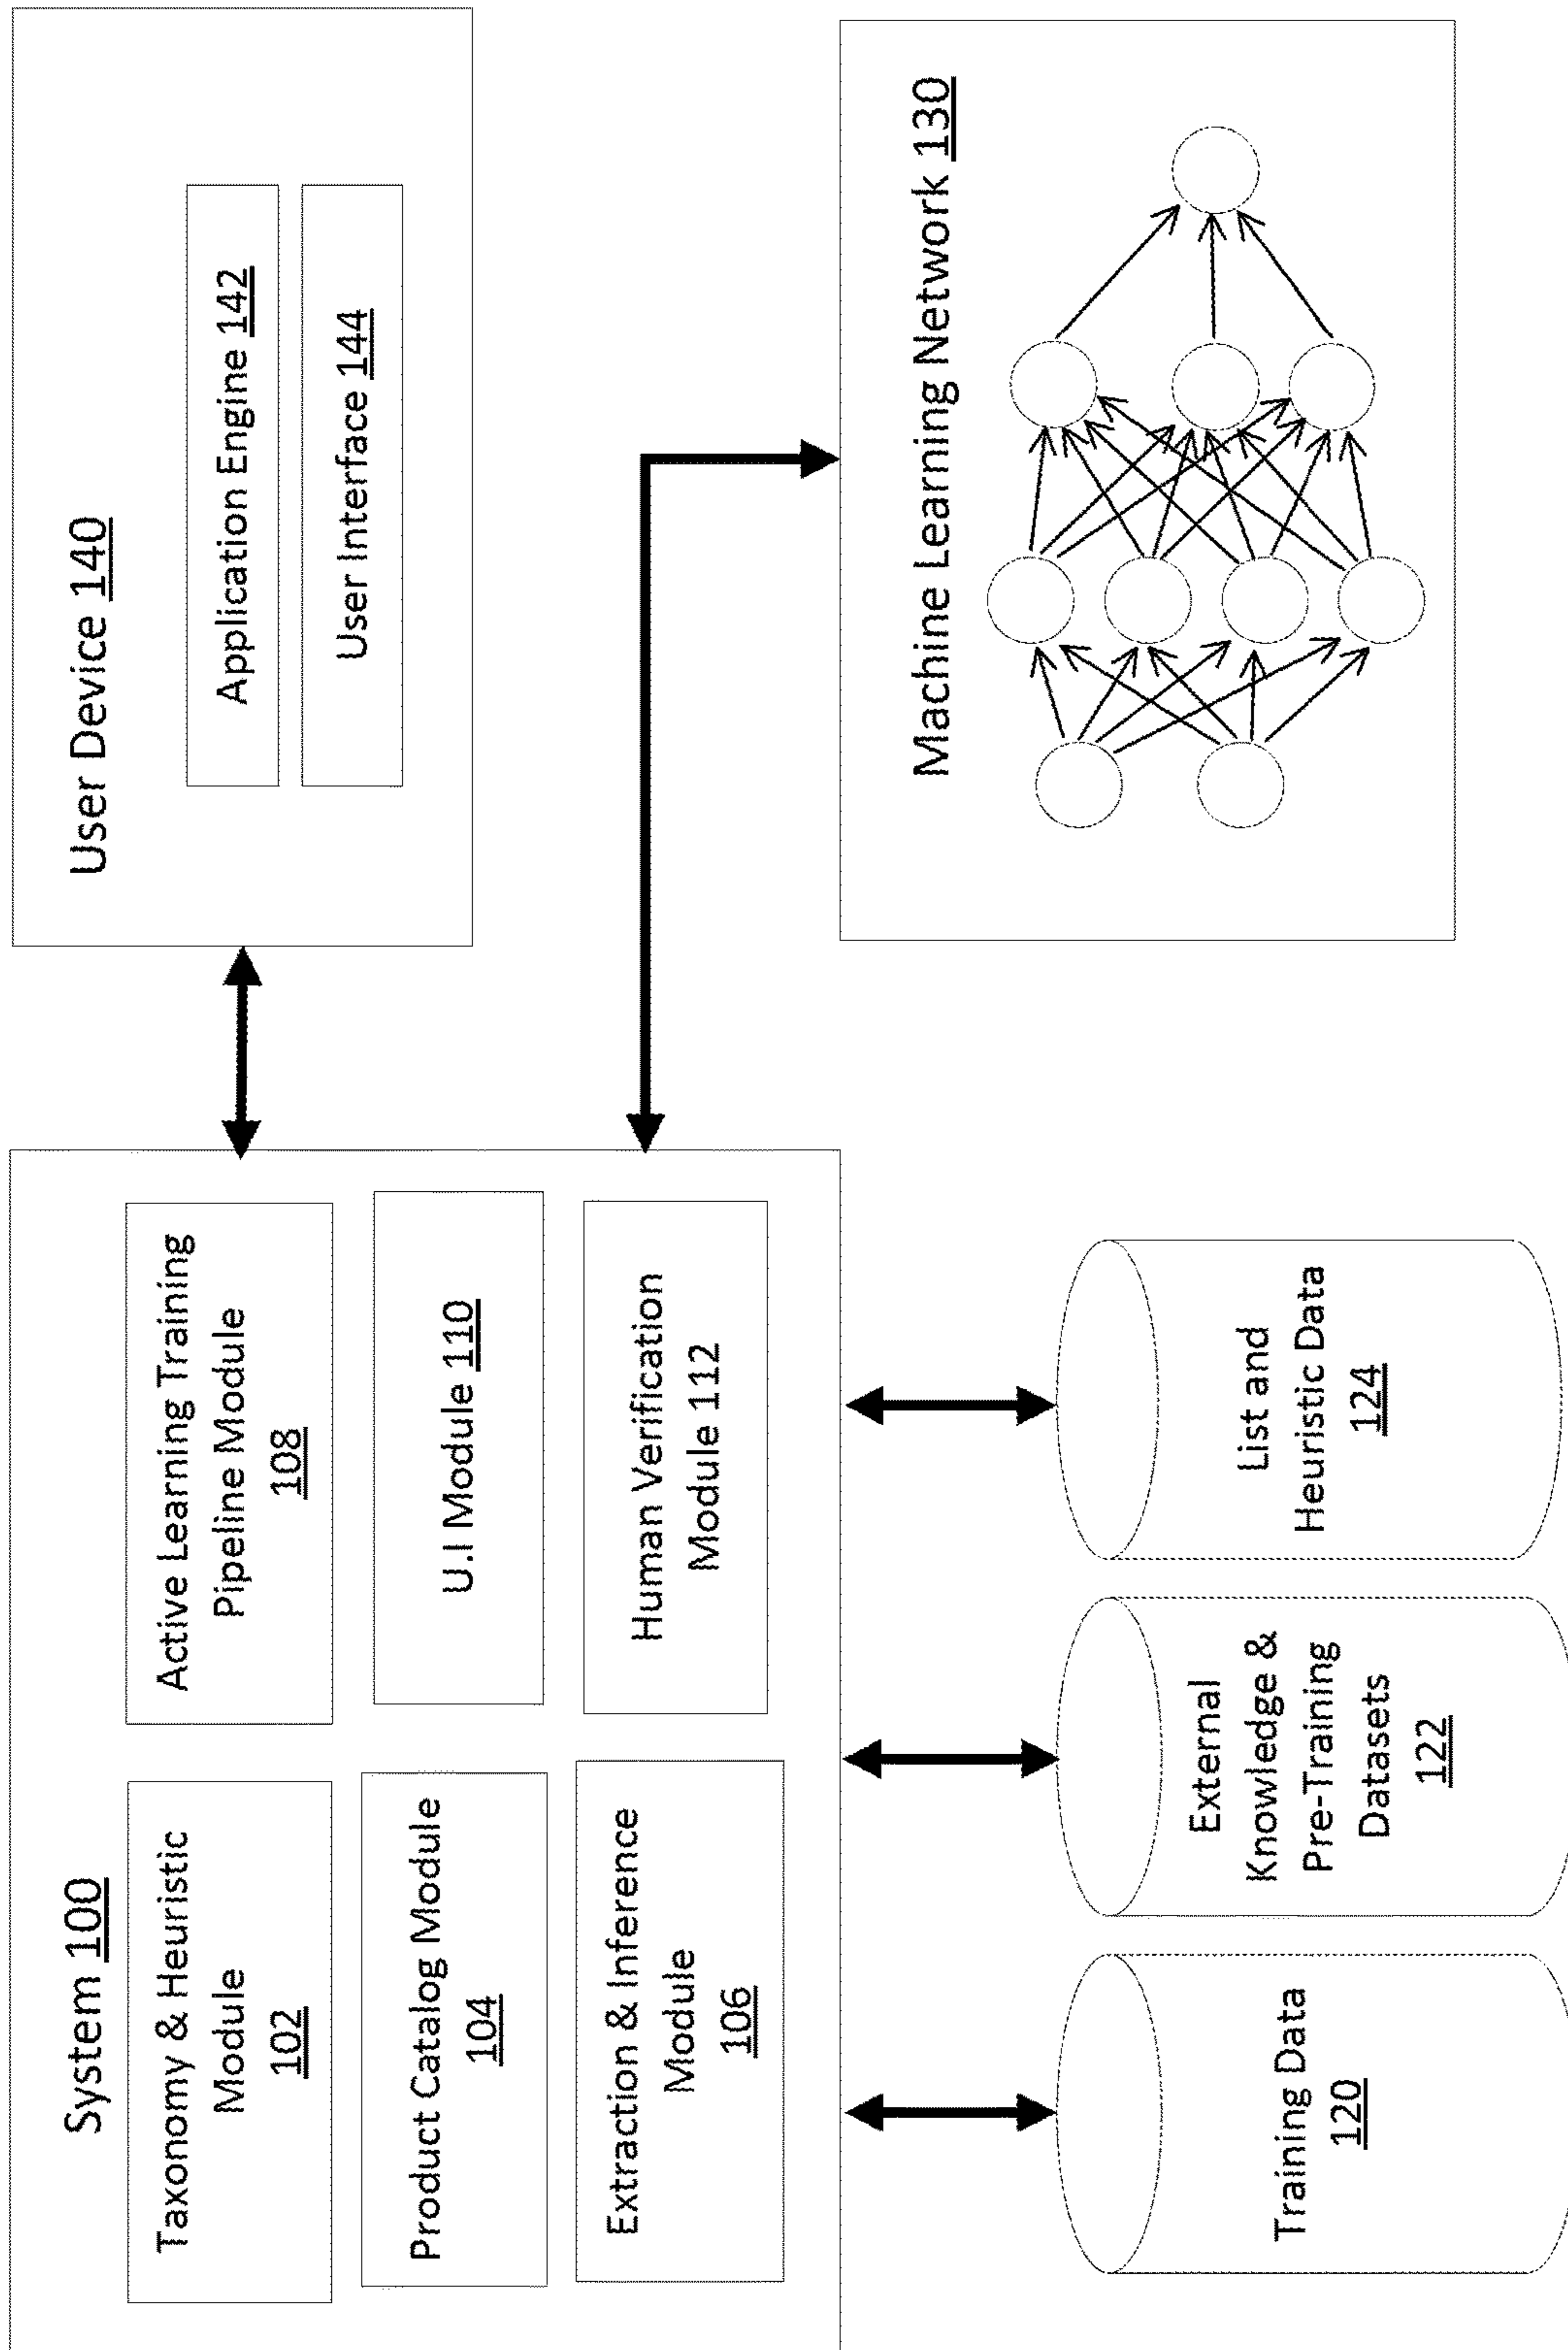 System 100
Taxonomy & Heuristic
Module
102
Product Catalog Module
104
Extraction & Inference
Module
106
Active Learning Training
Pipeline Module
108
U.I Module 110
Human Verification
Module 112
User Device 140
Application Engine 142
User Interface 144
Training Data
120
External
Knowledge &
Pre-Training
Datasets
122
List and
Heuristic Data
124
Machine Learning Network 130